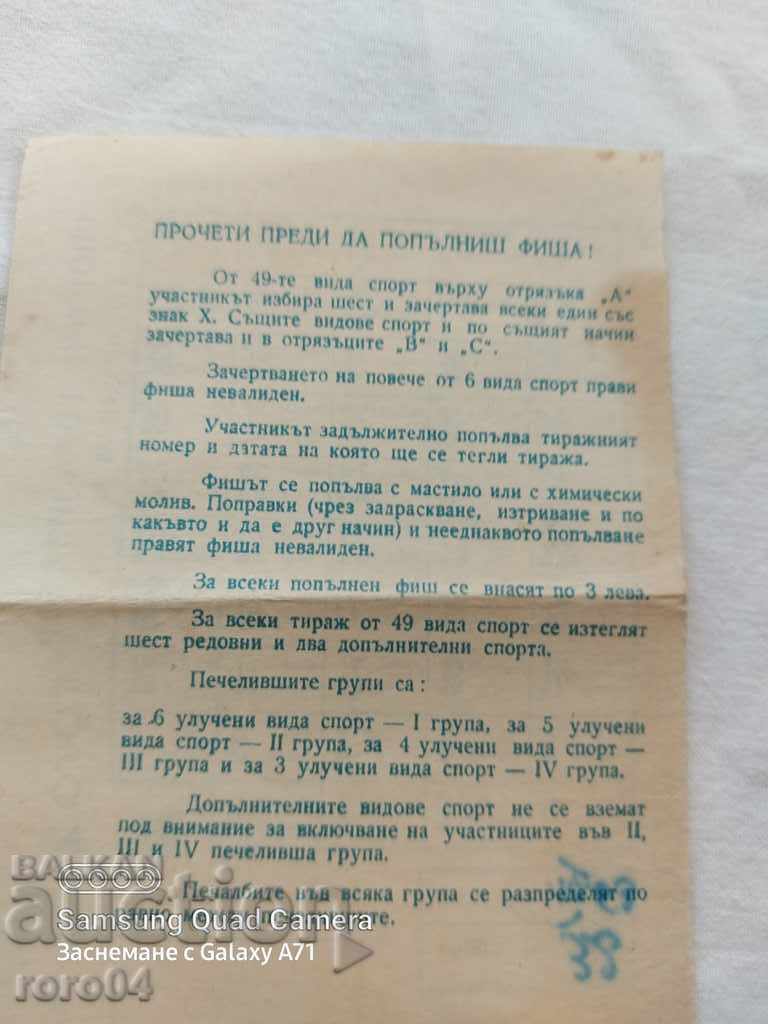 ПРОЧЕТИ ПРЕДИ ДА ПОПЪЛНИШ ФИША!
От 49-те вида спорт върху отрязъка „А"
участникът избира шест и зачертава всеки един със
знак X. Същите видове спорт и по същият начин
зачертава и в отрязъците „В" и „С".
Зачертването на повече от 6 вида спорт прави
фиша невалиден.
Участникът задължително попълва тиражният
номер и датата на която ще се тегли тиража.
Фишът се попълва с мастило или с химически
молив. Поправки (чрез задраскване, изтриване и по
какъвто и да е друг начин) и нееднаквото попълване
правят фиша невалиден.
За всеки попълнен фиш се внасят по 3 лева.
За всеки тираж от 49 вида спорт се изтеглят
шест редовни и два допълнителни спорта.
Печелившите групи са:
за 6 улучени вида спорт — I група, за 5 улучени
вида спорт — II група, за 4 улучени вида спорт —
III група и за 3 улучени вида спорт — IV група.
Допълнителните видове спорт не се вземат
под внимание за включване на участниците във II,
III и IV печеливша група.
Печалбите във всяка група се разпределят по
БАЛКАН
auction
Samsung Quad Camera
Заснемане с Galaxy A71
roro04